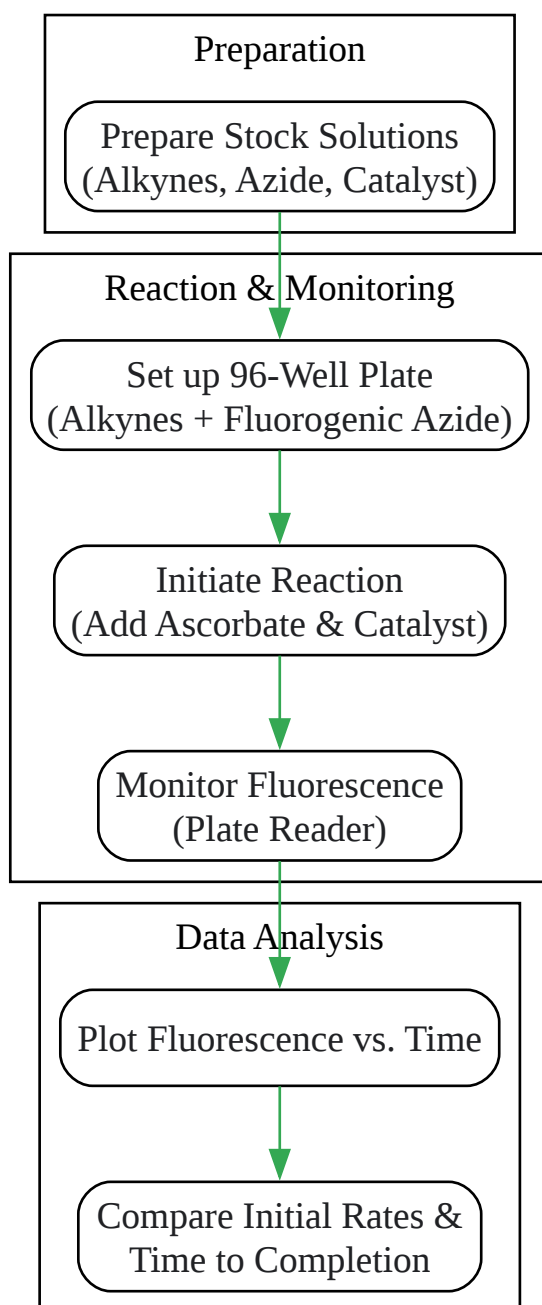 Preparation
Prepare Stock Solutions
(Alkynes, Azide, Catalyst)
Reaction & Monitoring
Set up 96-Well Plate
(Alkynes + Fluorogenic Azide)
Initiate Reaction
(Add Ascorbate & Catalyst)
Monitor Fluorescence
(Plate Reader)
Data Analysis
Plot Fluorescence vs. Time
Compare Initial Rates &
Time to Completion